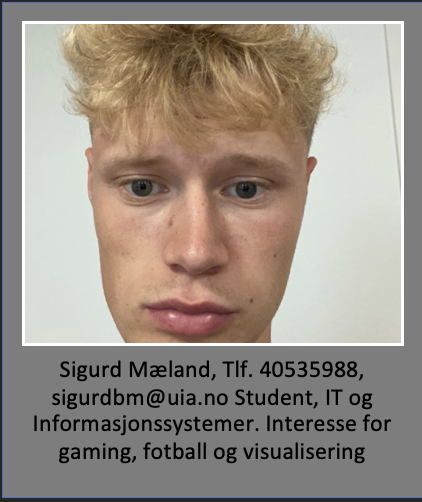 Sigurd Mæland, Tlf. 40535988,
sigurdbm@uia.no Student, IT og
Informasjonssystemer. Interesse for
gaming, fotball og visualisering